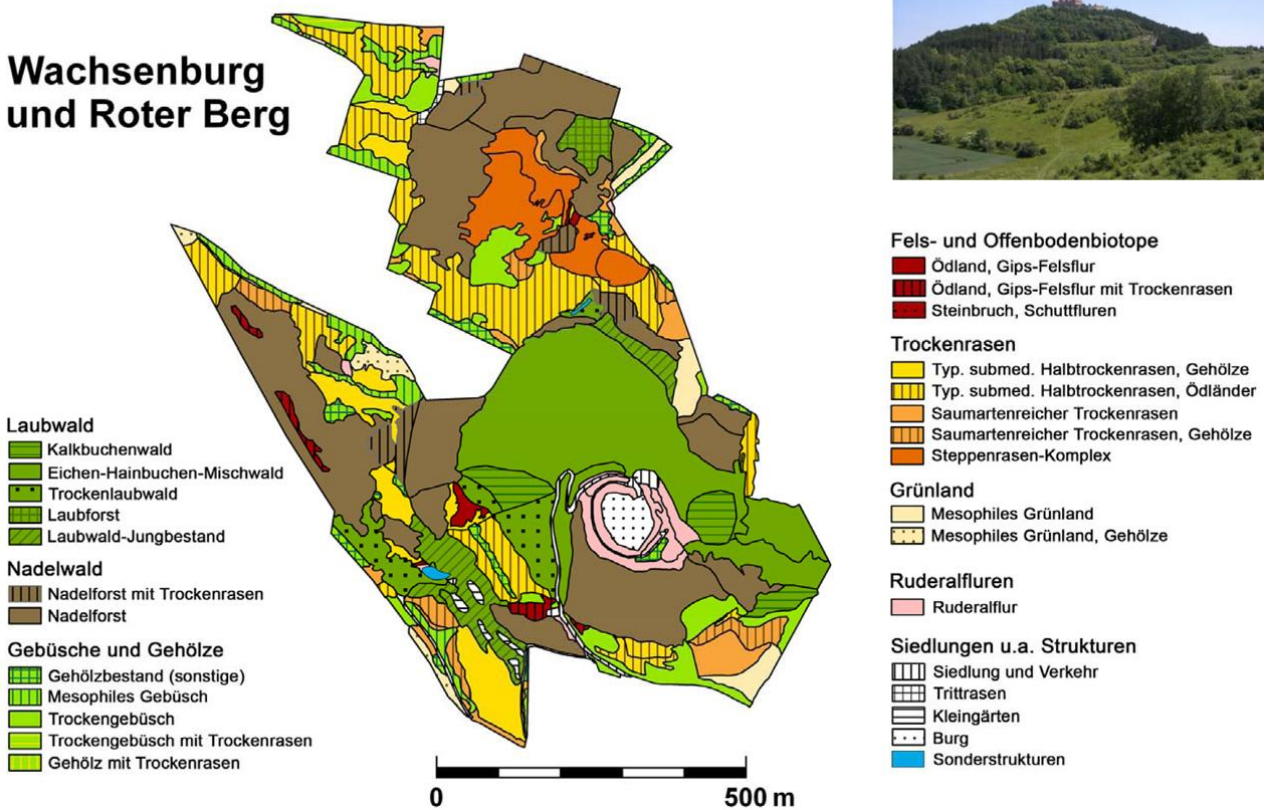 Wachsenburg
und Roter Berg
Laubwald
Kalkbuchenwald
Eichen-Hainbuchen-Mischwald
Trockenlaubwald
Laubforst
Laubwald-Jungbestand
Nadelwald
Nadelforst mit Trockenrasen
Nadelforst
Gebüsche und Gehölze
Gehölzbestand (sonstige)
Mesophiles Gebüsch
Trockengebüsch
Trockengebüsch mit Trockenrasen
Gehölz mit Trockenrasen
0 500 m
Fels- und Offenbodenbiotope
Ödland, Gips-Felsflur
Ödland, Gips-Felsflur mit Trockenrasen
Steinbruch, Schuttfluren
Trockenrasen
Typ. submed. Halbtrockenrasen, Gehölze
Typ. submed. Halbtrockenrasen, Ödländer
Saumartenreicher Trockenrasen
Saumartenreicher Trockenrasen, Gehölze
Steppenrasen-Komplex
Grünland
Mesophiles Grünland
Mesophiles Grünland, Gehölze
Ruderalfluren
Ruderalflur
Siedlungen u.a. Strukturen
Siedlung und Verkehr
Trittrasen
Kleingärten
Burg
Sonderstrukturen